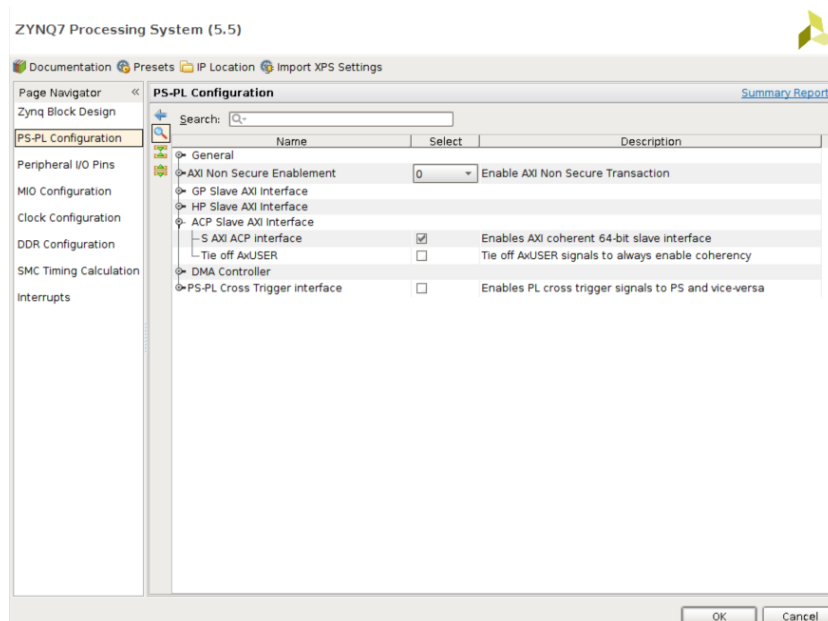 ZYNQ7 Processing System (5.5)
Documentation Presets IP Location Import XPS Settings
Page Navigator «
Zynq Block Design
PS-PL Configuration
Peripheral I/O Pins
MIO Configuration
Clock Configuration
DDR Configuration
SMC Timing Calculation
Interrupts
PS-PL Configuration Summary Report
Search:
Name Select Description
General
AXI Non Secure Enablement 0 Enable AXI Non Secure Transaction
GP Slave AXI Interface
HP Slave AXI Interface
ACP Slave AXI Interface
S AXI ACP interface Enables AXI coherent 64-bit slave interface
Tie off AxUSER Tie off AxUSER signals to always enable coherency
DMA Controller
PS-PL Cross Trigger interface Enables PL cross trigger signals to PS and vice-versa
OK Cancel